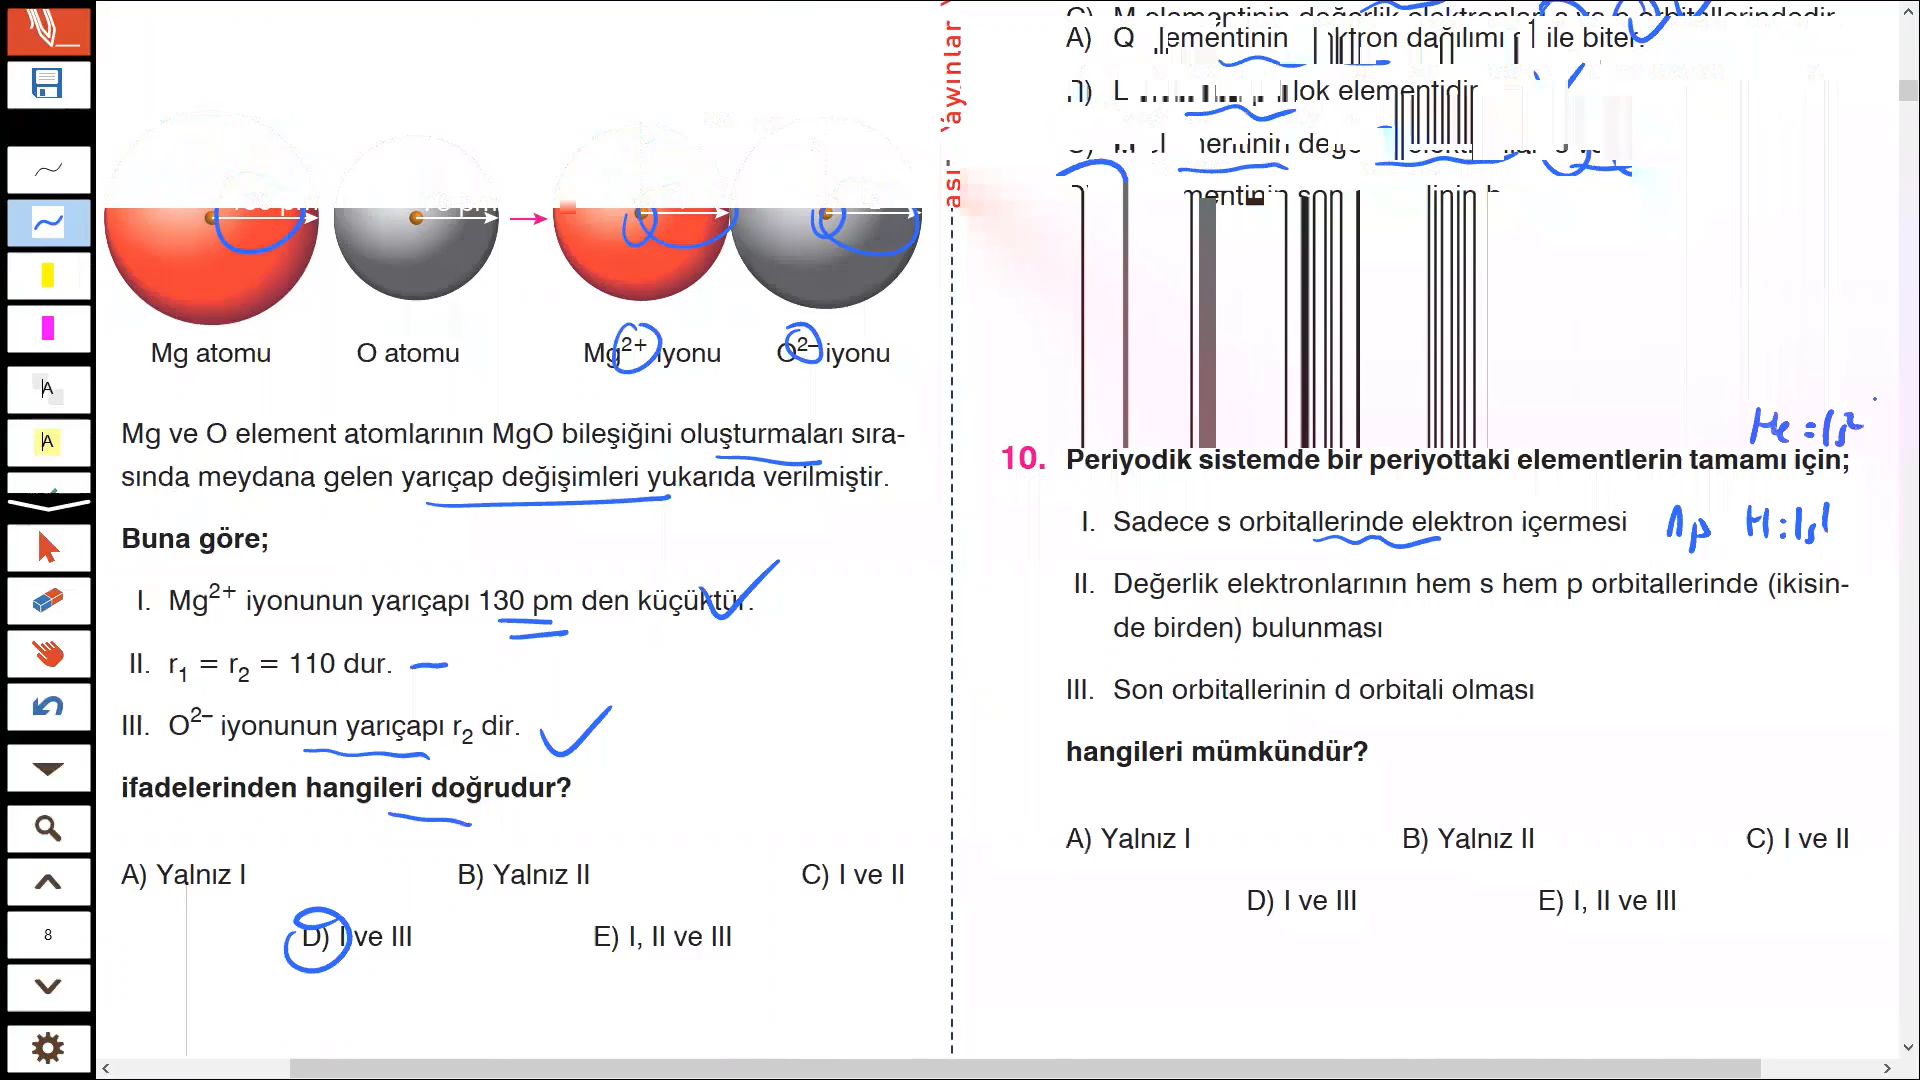 Mg atomu
O atomu
Mg2+ iyonu
O2– iyonu
Mg ve O element atomlarının MgO bileşiğini oluşturmaları sıra-
sında meydana gelen yarıçap değişimleri yukarıda verilmiştir.
Buna göre;
I. Mg2+ iyonunun yarıçapı 130 pm den küçüktür.
II. r1 = r2 = 110 dur.
III. O2– iyonunun yarıçapı r2 dir.
ifadelerinden hangileri doğrudur?
A) Yalnız I
B) Yalnız II
C) I ve II
D) I ve III
E) I, II ve III
A) Q dağılımı ile biter.
L lok elementidir
10. Periyodik sistemde bir periyottaki elementlerin tamamı için;
He = 1s2
I. Sadece s orbitallerinde elektron içermesi
1p H: 1s1
II. Değerlik elektronlarının hem s hem p orbitallerinde (ikisin-
de birden) bulunması
III. Son orbitallerinin d orbitali olması
hangileri mümkündür?
A) Yalnız I
B) Yalnız II
C) I ve II
D) I ve III
E) I, II ve III
A
A
8